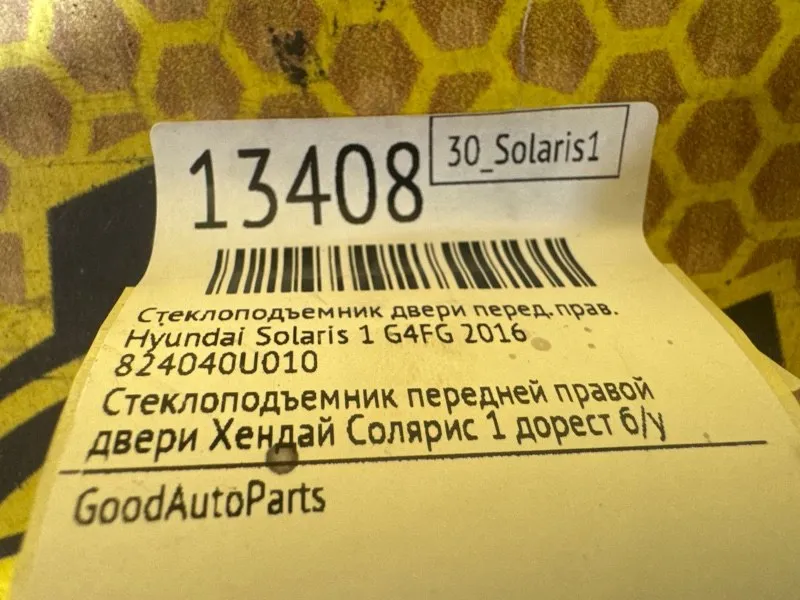 13408
30_Solaris1
Стеклоподъемник двери перед.прав.
Hyundai Solaris 1 G4FG 2016
824040U010
Стеклоподъемник передней правой
двери Хендай Солярис 1 дорест б/у
GoodAutoParts